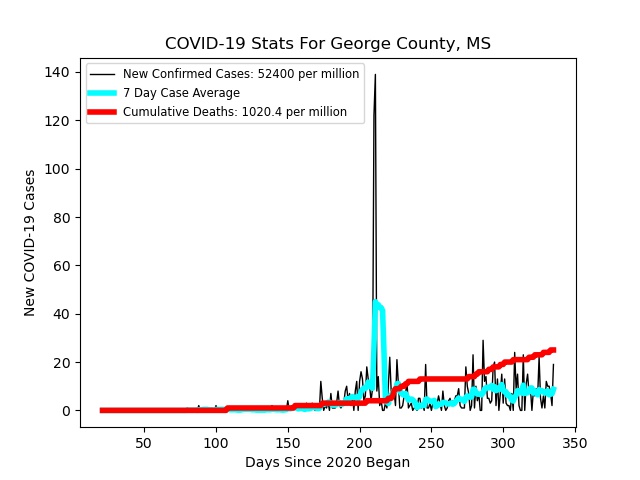 COVID-19 Stats For George County, MS
New Confirmed Cases: 52400 per million
7 Day Case Average
Cumulative Deaths: 1020.4 per million
New COVID-19 Cases
140
120
100
80
60
40
20
0
50 100 150 200 250 300 350
Days Since 2020 Began